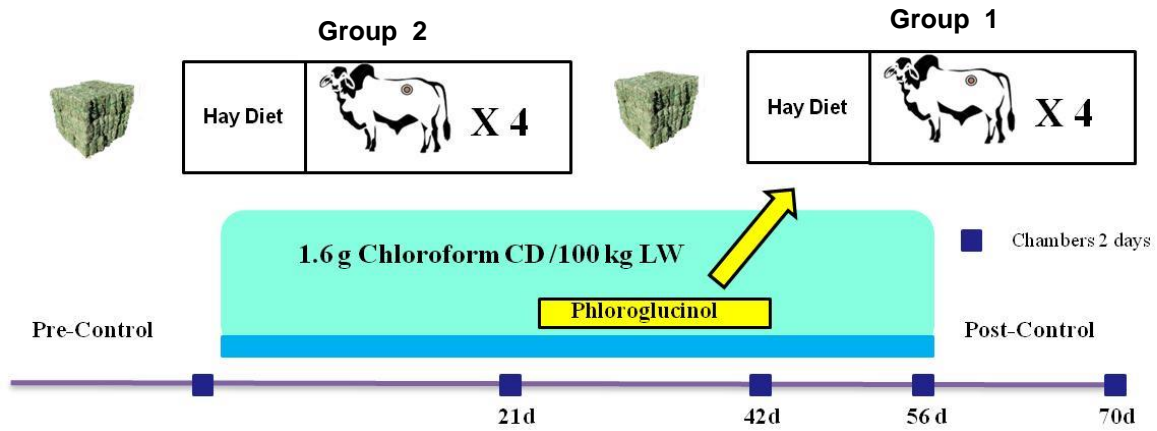 Group 2
Group 1
Hay Diet
X 4
Hay Diet
X 4
1.6 g Chloroform CD /100 kg LW
Chambers 2 days
Phloroglucinol
Pre-Control
Post-Control
21d
42d
56 d
70d